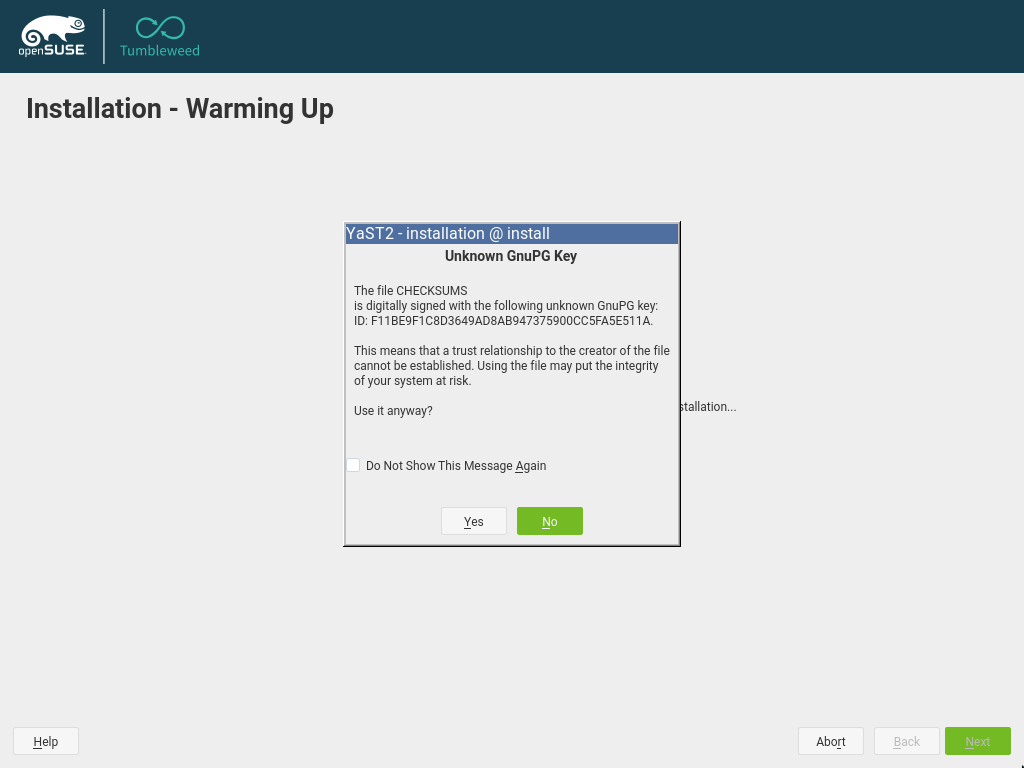 openSUSE
Tumbleweed
Installation - Warming Up
YaST2 - installation @ install
Unknown GnuPG Key
The file CHECKSUMS
is digitally signed with the following unknown GnuPG key:
ID: F11BE9F1C8D3649AD8AB947375900CC5FA5E511A.
This means that a trust relationship to the creator of the file
cannot be established. Using the file may put the integrity
of your system at risk.
stallation...
Use it anyway?
Do Not Show This Message Again
Yes No
Help Abort Back Next